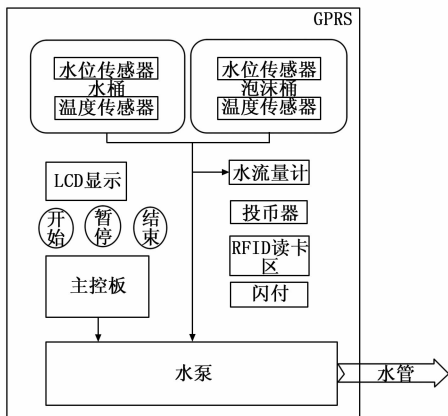 GPRS
水位传感器
水桶
温度传感器
水位传感器
泡沫桶
温度传感器
LCD显示
水流量计
开始
暂停
结束
投币器
RFID读卡
区
主控板
闪付
水泵
水管